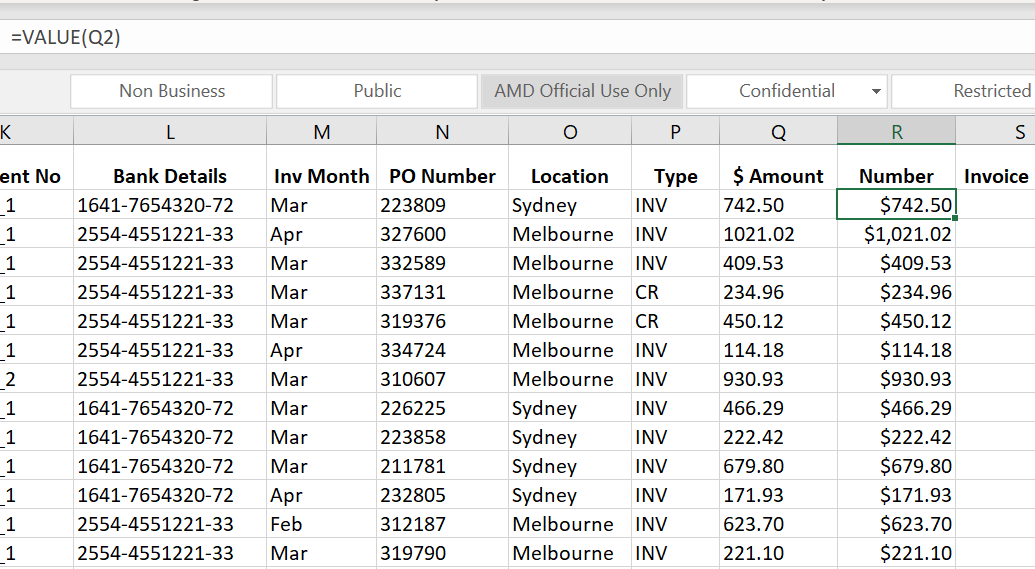 =VALUE(Q2)
Non Business Public AMD Official Use Only Confidential Restricted
K L M N O P Q R S
ent No Bank Details Inv Month PO Number Location Type $ Amount Number Invoice
_1 1641-7654320-72 Mar 223809 Sydney INV 742.50 $742.50
_1 2554-4551221-33 Apr 327600 Melbourne INV 1021.02 $1,021.02
_1 2554-4551221-33 Mar 332589 Melbourne INV 409.53 $409.53
_1 2554-4551221-33 Mar 337131 Melbourne CR 234.96 $234.96
_1 2554-4551221-33 Mar 319376 Melbourne CR 450.12 $450.12
_1 2554-4551221-33 Apr 334724 Melbourne INV 114.18 $114.18
_2 2554-4551221-33 Mar 310607 Melbourne INV 930.93 $930.93
_1 1641-7654320-72 Mar 226225 Sydney INV 466.29 $466.29
_1 1641-7654320-72 Mar 223858 Sydney INV 222.42 $222.42
_1 1641-7654320-72 Mar 211781 Sydney INV 679.80 $679.80
_1 1641-7654320-72 Apr 232805 Sydney INV 171.93 $171.93
_1 2554-4551221-33 Feb 312187 Melbourne INV 623.70 $623.70
_1 2554-4551221-33 Mar 319790 Melbourne INV 221.10 $221.10